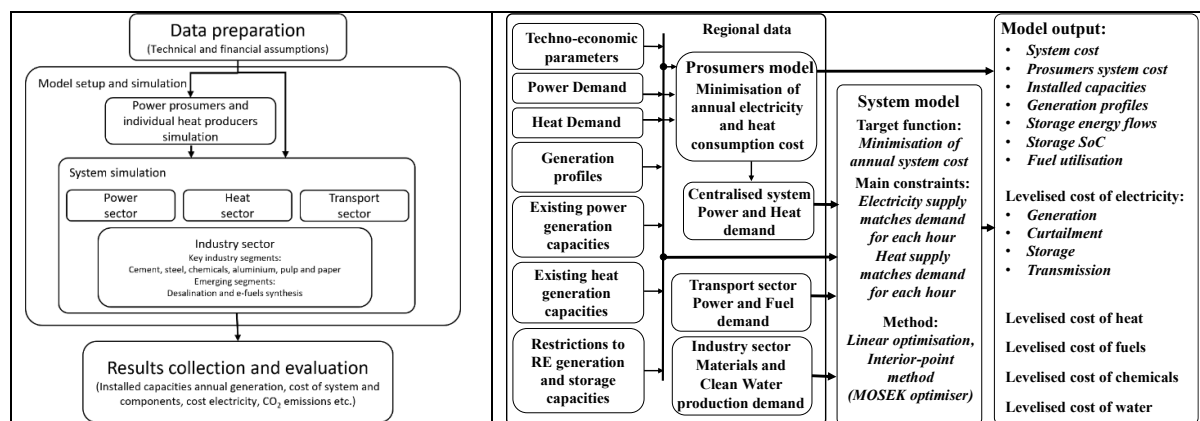 Data preparation
(Technical and financial assumptions)
Model setup and simulation
Power prosumers and
individual heat producers
simulation
System simulation
Power
sector
Heat
sector
Transport
sector
Industry sector
Key industry segments:
Cement, steel, chemicals, aluminium, pulp and paper
Emerging segments:
Desalination and e-fuels synthesis
Results collection and evaluation
(Installed capacities annual generation, cost of system and
components, cost electricity, CO₂ emissions etc.)
Techno-economic
parameters
Power Demand
Heat Demand
Generation
profiles
Existing power
generation
capacities
Existing heat
generation
capacities
Restrictions to
RE generation
and storage
capacities
Regional data
Prosumers model
Minimisation of
annual electricity
and heat
consumption cost
Centralised system
Power and Heat
demand
Transport sector
Power and Fuel
demand
Industry sector
Materials and
Clean Water
production demand
System model
Target function:
Minimisation of
annual system cost
Main constraints:
Electricity supply
matches demand
for each hour
Heat supply
matches demand
for each hour
Method:
Linear optimisation,
Interior-point
method
(MOSEK optimiser)
Model output:
• System cost
• Prosumers system cost
• Installed capacities
• Generation profiles
• Storage energy flows
• Storage SoC
• Fuel utilisation
Levelised cost of electricity:
• Generation
• Curtailment
• Storage
• Transmission
Levelised cost of heat
Levelised cost of fuels
Levelised cost of chemicals
Levelised cost of water